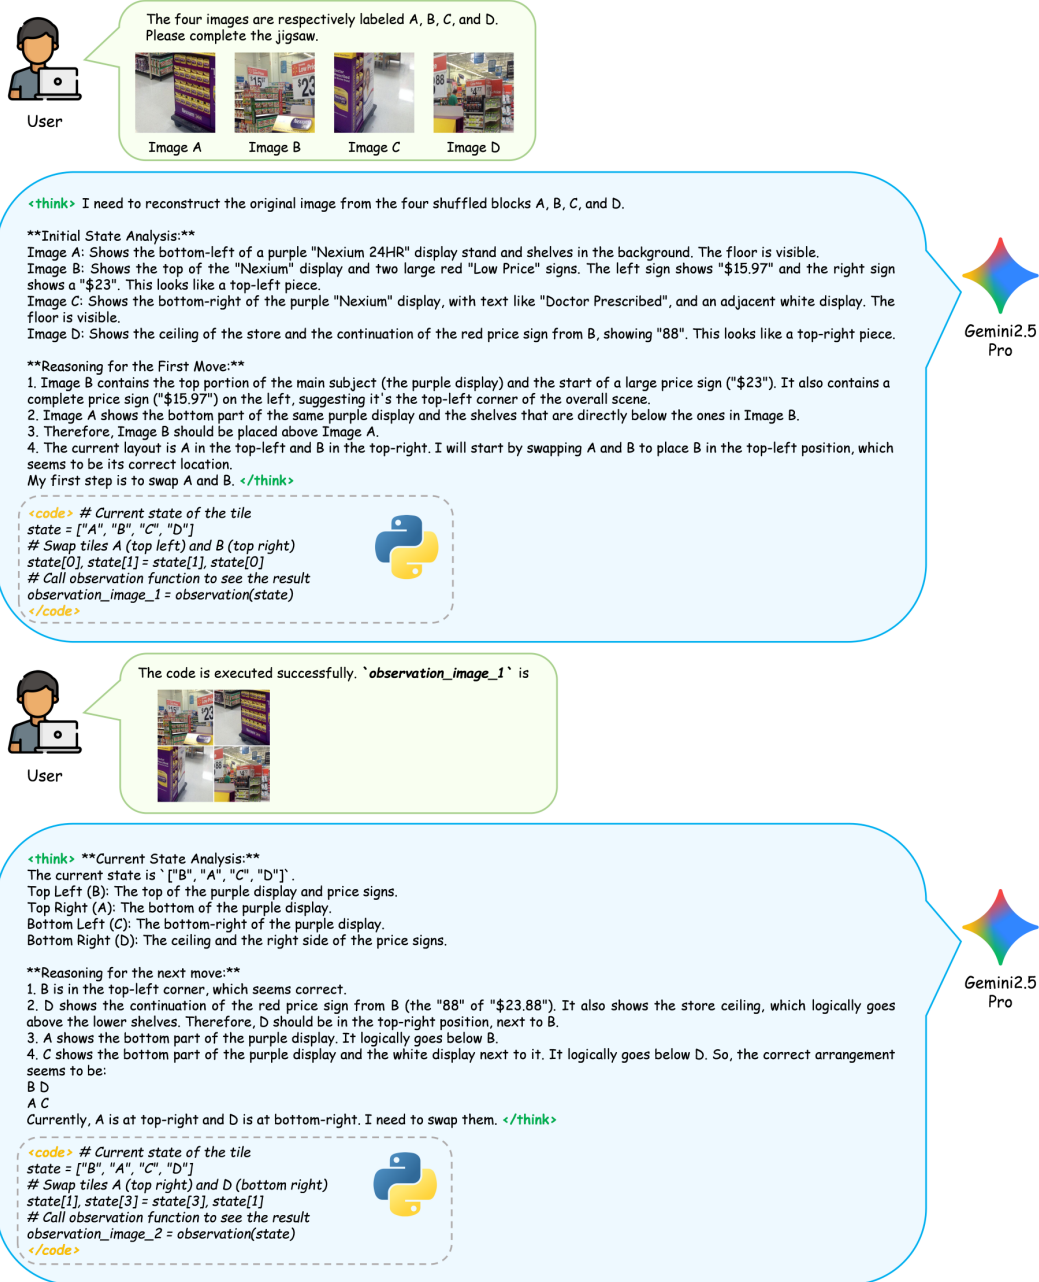 The four images are respectively labeled A, B, C, and D.
Please complete the jigsaw.
$15
Low Price
$23
88
$4
User
Image A
Image B
Image C
Image D
<think> I need to reconstruct the original image from the four shuffled blocks A, B, C, and D.
**Initial State Analysis:**
Image A: Shows the bottom-left of a purple "Nexium 24HR" display stand and shelves in the background. The floor is visible.
Image B: Shows the top of the "Nexium" display and two large red "Low Price" signs. The left sign shows "$15.97" and the right sign
shows a "$23". This looks like a top-left piece.
Image C: Shows the bottom-right of the purple "Nexium" display, with text like "Doctor Prescribed", and an adjacent white display. The
floor is visible.
Image D: Shows the ceiling of the store and the continuation of the red price sign from B, showing "88". This looks like a top-right piece.
**Reasoning for the First Move:**
1. Image B contains the top portion of the main subject (the purple display) and the start of a large price sign ("$23"). It also contains a
complete price sign ("$15.97") on the left, suggesting it's the top-left corner of the overall scene.
2. Image A shows the bottom part of the same purple display and the shelves that are directly below the ones in Image B.
3. Therefore, Image B should be placed above Image A.
4. The current layout is A in the top-left and B in the top-right. I will start by swapping A and B to place B in the top-left position, which
seems to be its correct location.
My first step is to swap A and B. </think>
Gemini2.5
Pro
<code> # Current state of the tile
state = ["A", "B", "C", "D"]
# Swap tiles A (top left) and B (top right)
state[0], state[1] = state[1], state[0]
# Call observation function to see the result
observation_image_1 = observation(state)
</code>
The code is executed successfully. `observation_image_1` is
23
88
User
<think> **Current State Analysis:**
The current state is `["B", "A", "C", "D"]`.
Top Left (B): The top of the purple display and price signs.
Top Right (A): The bottom of the purple display.
Bottom Left (C): The bottom-right of the purple display.
Bottom Right (D): The ceiling and the right side of the price signs.
**Reasoning for the next move:**
1. B is in the top-left corner, which seems correct.
2. D shows the continuation of the red price sign from B (the "88" of "$23.88"). It also shows the store ceiling, which logically goes
above the lower shelves. Therefore, D should be in the top-right position, next to B.
3. A shows the bottom part of the purple display. It logically goes below B.
4. C shows the bottom part of the purple display and the white display next to it. It logically goes below D. So, the correct arrangement
seems to be:
B D
A C
Currently, A is at top-right and D is at bottom-right. I need to swap them. </think>
Gemini2.5
Pro
<code> # Current state of the tile
state = ["B", "A", "C", "D"]
# Swap tiles A (top right) and D (bottom right)
state[1], state[3] = state[3], state[1]
# Call observation function to see the result
observation_image_2 = observation(state)
</code>